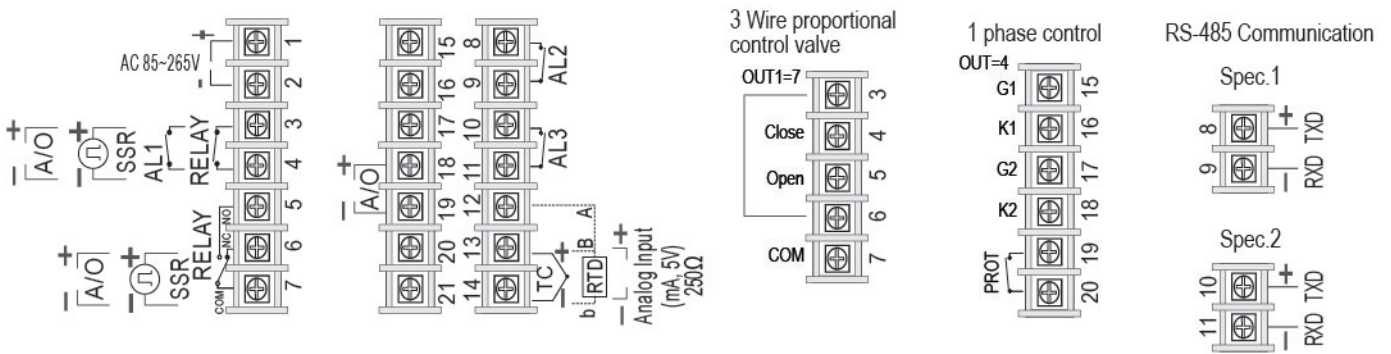 AC 85~265V
+
-
1
2
3
4
5
6
7
+
A/O
−
+
SSR
−
AL1
RELAY
+
A/O
−
+
SSR
−
RELAY
NO
NC
COM
15
16
17
18
19
20
21
+
A/O
−
8
9
10
11
12
13
14
AL2
AL3
A
B
b
TC
+
−
RTD
+
−
Analog Input
(mA, 5V)
250Ω
3 Wire proportional
control valve
OUT1=7
3
Close
4
Open
5
6
COM
7
1 phase control
OUT=4
G1
15
K1
16
G2
17
K2
18
PROT
19
20
RS-485 Communication
Spec.1
8
+
TXD
9
−
RXD
Spec.2
10
+
TXD
11
−
RXD